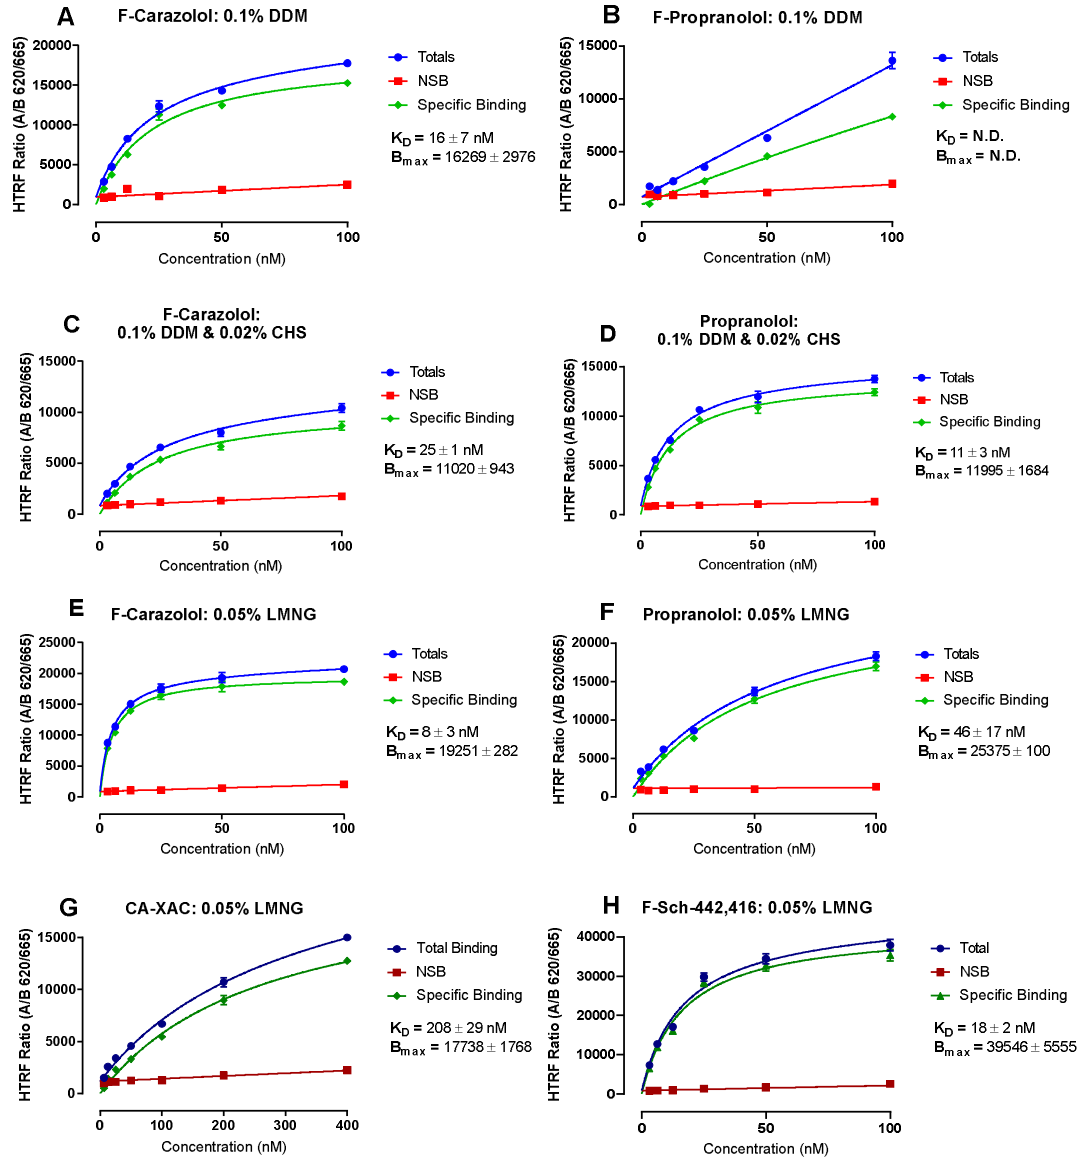 A
F-Carazolol: 0.1% DDM
HTRF Ratio (A/B 620/665)
20000
15000
10000
5000
0
0
50
100
Concentration (nM)
Totals
NSB
Specific Binding
KD = 16 ± 7 nM
Bmax = 16269 ± 2976
B
F-Propranolol: 0.1% DDM
HTRF Ratio (A/B 620/665)
15000
10000
5000
0
0
50
100
Concentration (nM)
Totals
NSB
Specific Binding
KD = N.D.
Bmax = N.D.
C
F-Carazolol:
0.1% DDM & 0.02% CHS
HTRF Ratio (A/B 620/665)
15000
10000
5000
0
0
50
100
Concentration (nM)
Totals
NSB
Specific Binding
KD = 25 ± 1 nM
Bmax = 11020 ± 943
D
Propranolol:
0.1% DDM & 0.02% CHS
HTRF Ratio (A/B 620/665)
15000
10000
5000
0
0
50
100
Concentration (nM)
Totals
NSB
Specific Binding
KD = 11 ± 3 nM
Bmax = 11995 ± 1684
E
F-Carazolol: 0.05% LMNG
HTRF Ratio (A/B 620/665)
25000
20000
15000
10000
5000
0
0
50
100
Concentration (nM)
Totals
NSB
Specific Binding
KD = 8 ± 3 nM
Bmax = 19251 ± 282
F
Propranolol: 0.05% LMNG
HTRF Ratio (A/B 620/665)
20000
15000
10000
5000
0
0
50
100
Concentration (nM)
Totals
NSB
Specific Binding
KD = 46 ± 17 nM
Bmax = 25375 ± 100
G
CA-XAC: 0.05% LMNG
HTRF Ratio (A/B 620/665)
15000
10000
5000
0
0
100
200
300
400
Concentration (nM)
Total Binding
NSB
Specific Binding
KD = 208 ± 29 nM
Bmax = 17738 ± 1768
H
F-Sch-442,416: 0.05% LMNG
HTRF Ratio (A/B 620/665)
40000
30000
20000
10000
0
0
50
100
Concentration (nM)
Total
NSB
Specific Binding
KD = 18 ± 2 nM
Bmax = 39546 ± 5555